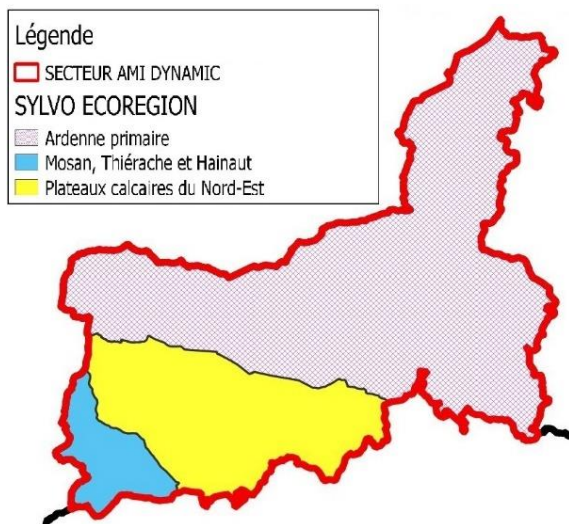 Légende
SECTEUR AMI DYNAMIC
SYLVO ECOREGION
Ardenne primaire
Mosan, Thiérache et Hainaut
Plateaux calcaires du Nord-Est